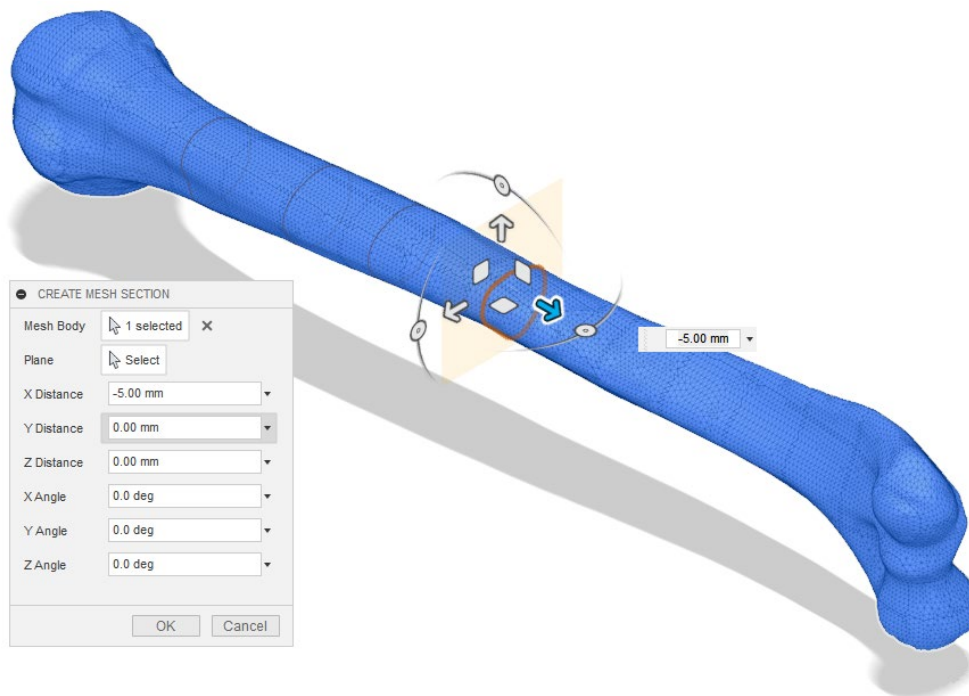 CREATE MESH SECTION
Mesh Body 1 selected
Plane Select
X Distance -5.00 mm
Y Distance 0.00 mm
Z Distance 0.00 mm
X Angle 0.0 deg
Y Angle 0.0 deg
Z Angle 0.0 deg
OK Cancel
-5.00 mm